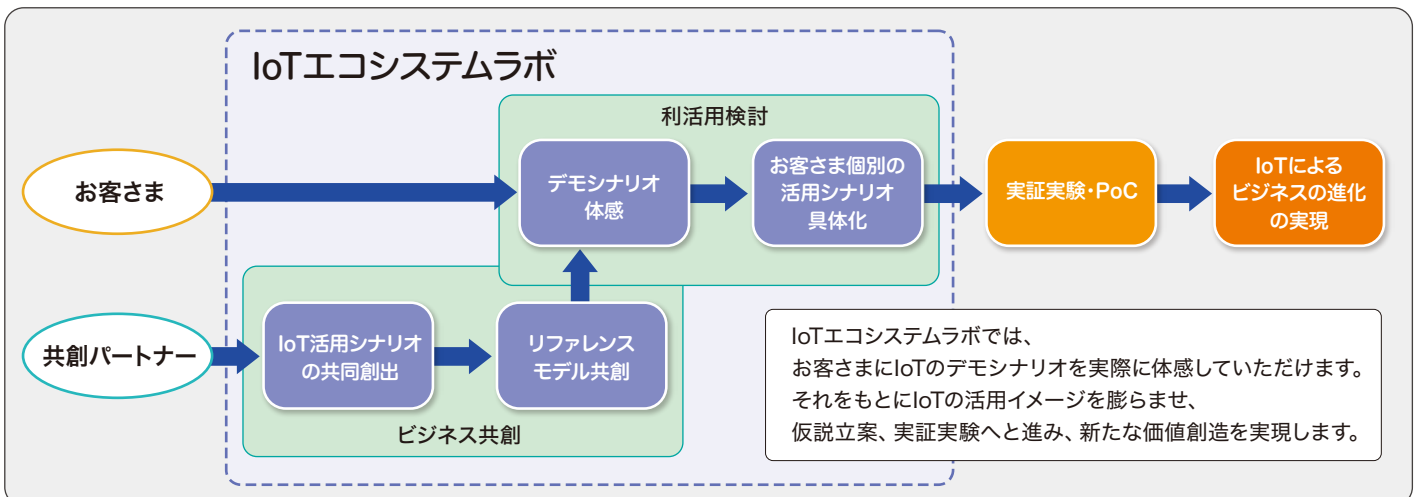 IoTエコシステムラボ
利活用検討
お客さま
デモシナリオ
体感
お客さま個別の
活用シナリオ
具体化
実証実験・PoC
IoTによる
ビジネスの進化
の実現
共創パートナー
IoT活用シナリオ
の共同創出
リファレンス
モデル共創
ビジネス共創
IoTエコシステムラボでは、
お客さまにIoTのデモシナリオを実際に体感していただけます。
それをもとにIoTの活用イメージを膨らませ、
仮説立案、実証実験へと進み、新たな価値創造を実現します。